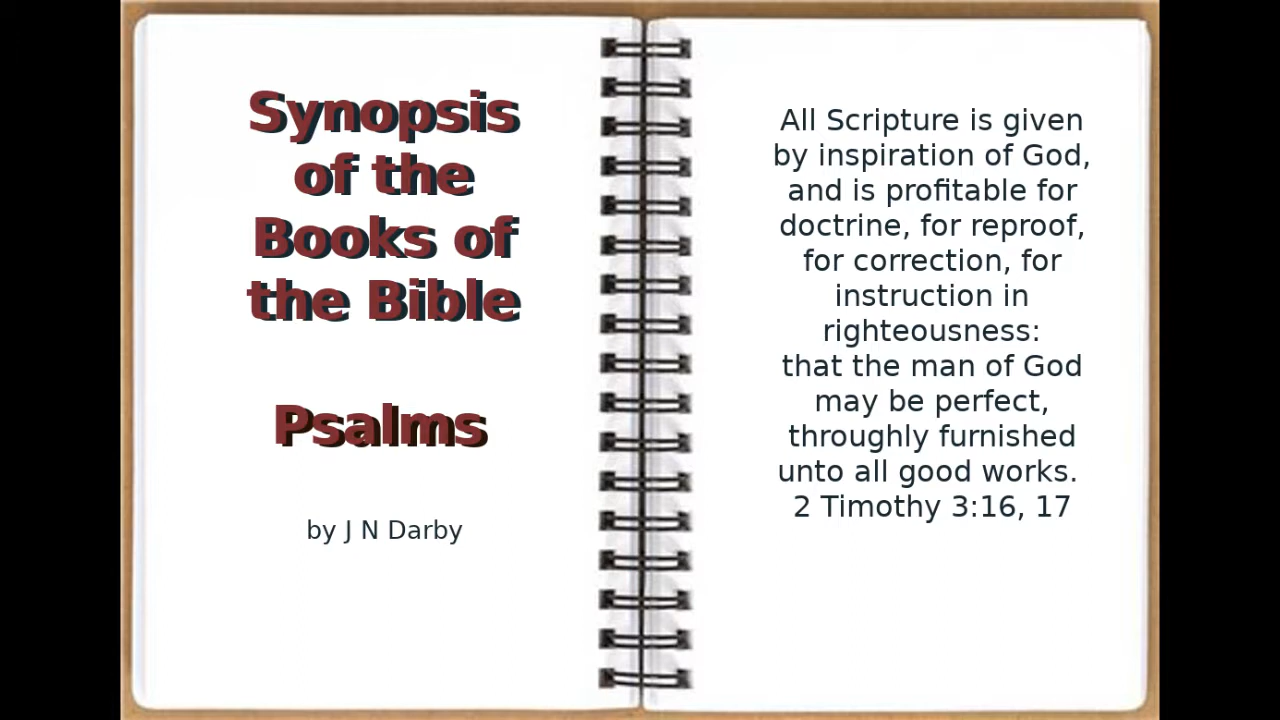 Synopsis
of the
Books of
the Bible
Psalms
by J N Darby
All Scripture is given
by inspiration of God,
and is profitable for
doctrine, for reproof,
for correction, for
instruction in
righteousness:
that the man of God
may be perfect,
throughly furnished
unto all good works.
2 Timothy 3:16, 17